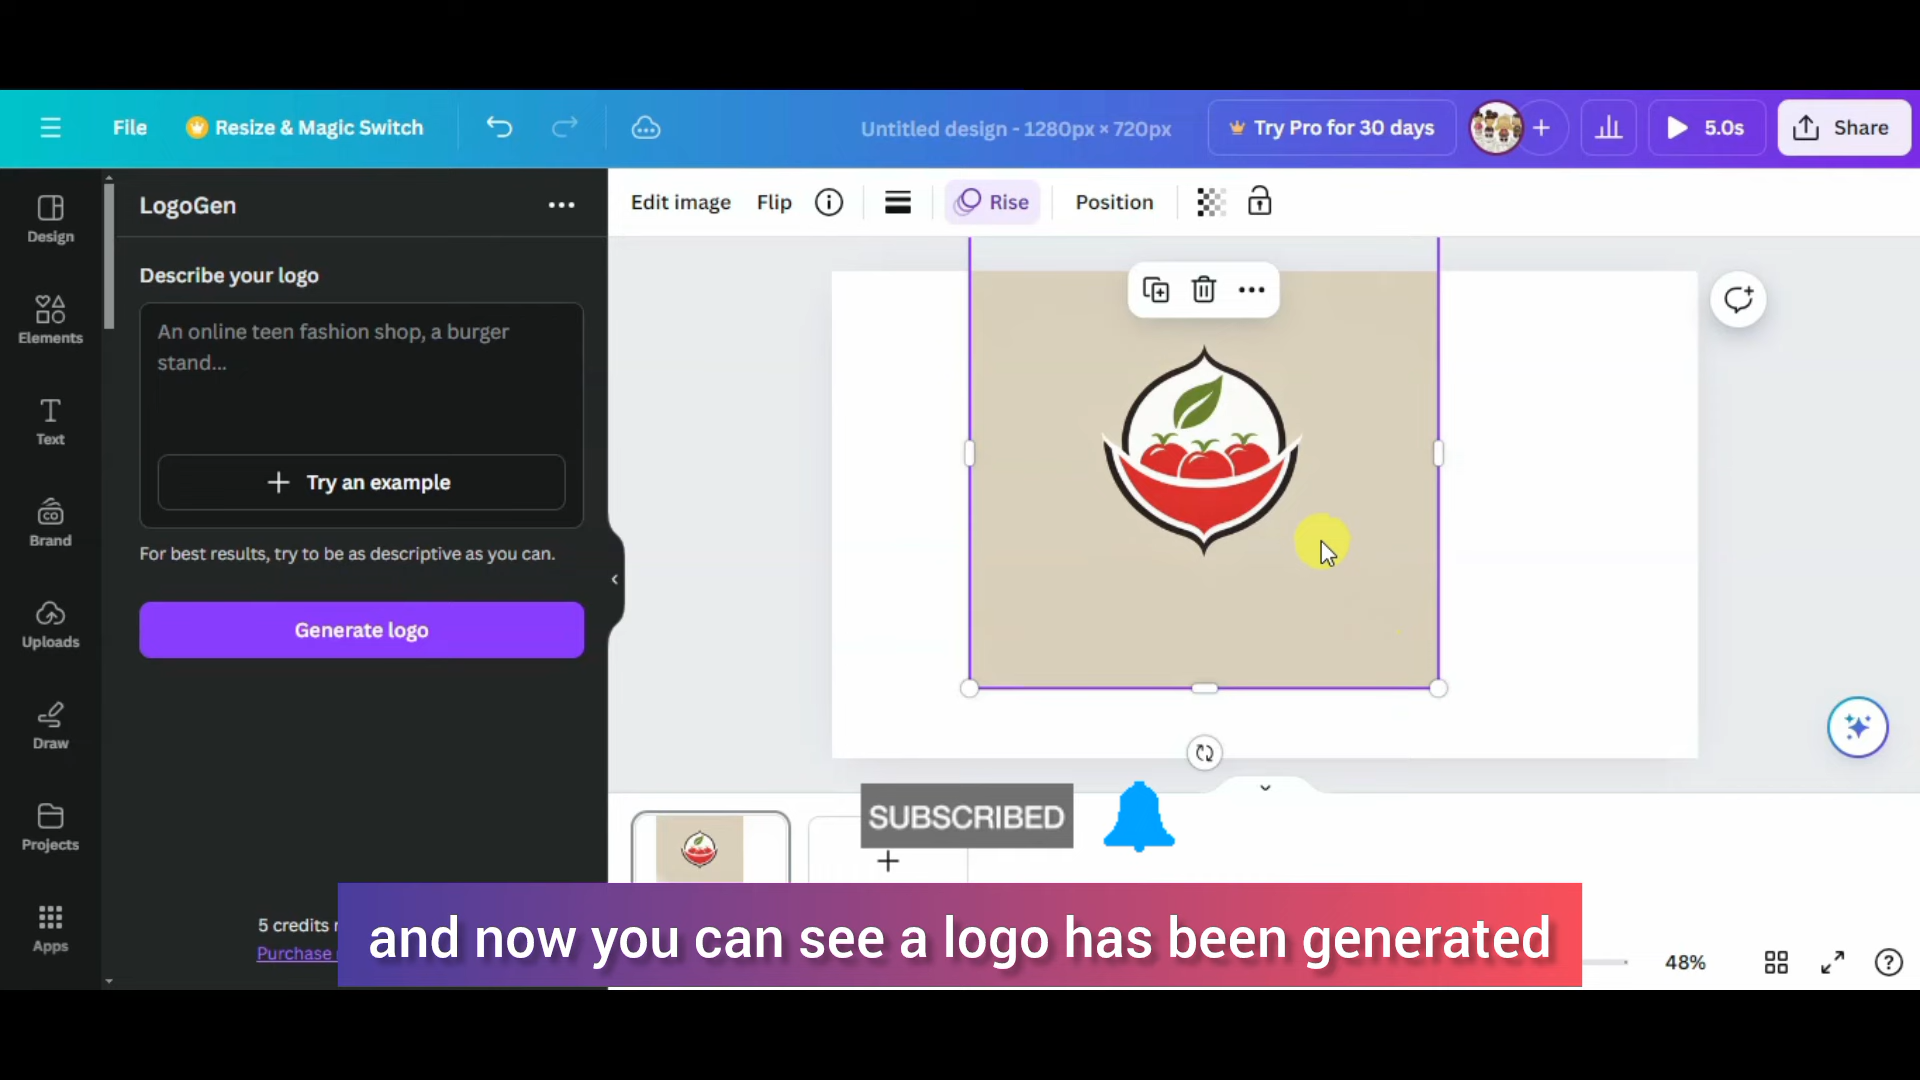 File
Resize & Magic Switch
Untitled design - 1280px × 720px
Try Pro for 30 days
5.0s
Share
Design
Elements
Text
Brand
Uploads
Draw
Projects
Apps
LogoGen
Describe your logo
An online teen fashion shop, a burger
stand...
Try an example
For best results, try to be as descriptive as you can.
Generate logo
5 credits
Purchase
Edit image
Flip
Rise
Position
SUBSCRIBED
and now you can see a logo has been generated
48%